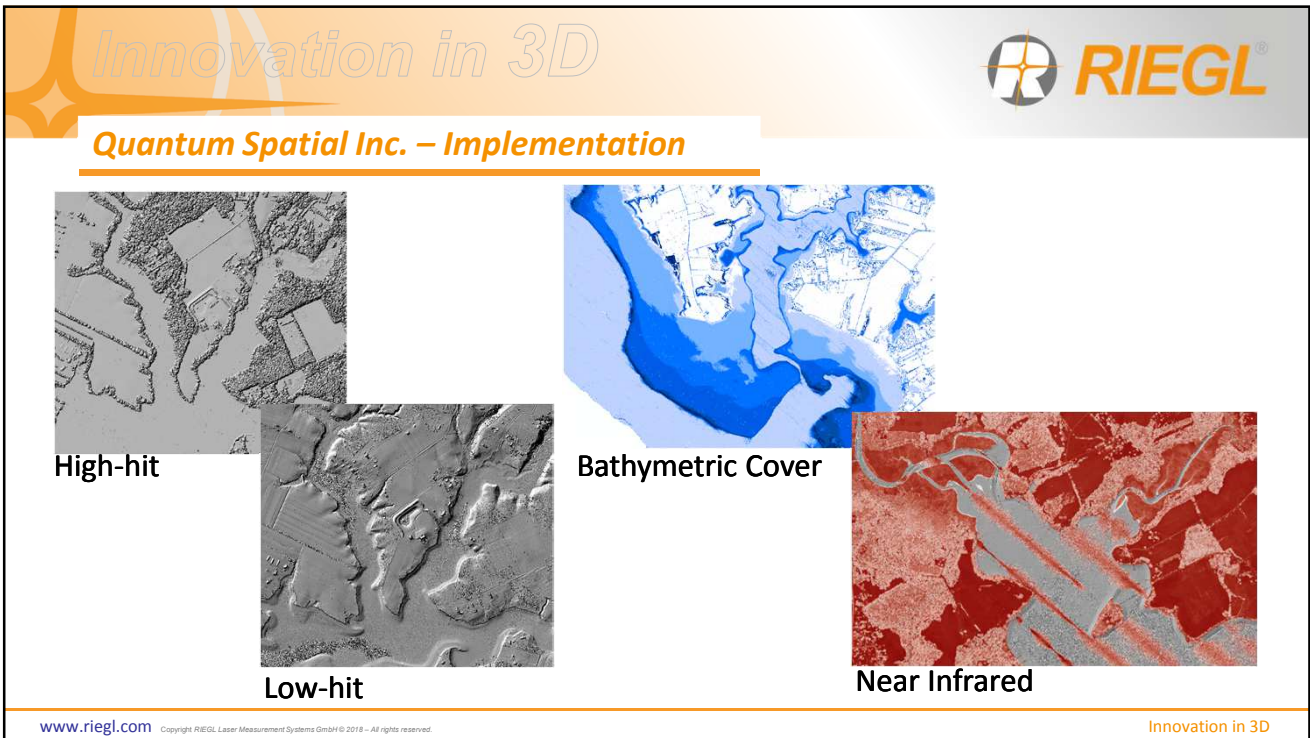 Innovation in 3D
RIEGL®
Quantum Spatial Inc. – Implementation
High-hit
Bathymetric Cover
Low-hit
Near Infrared
www.riegl.com Copyright RIEGL Laser Measurement Systems GmbH © 2018 – All rights reserved.
Innovation in 3D